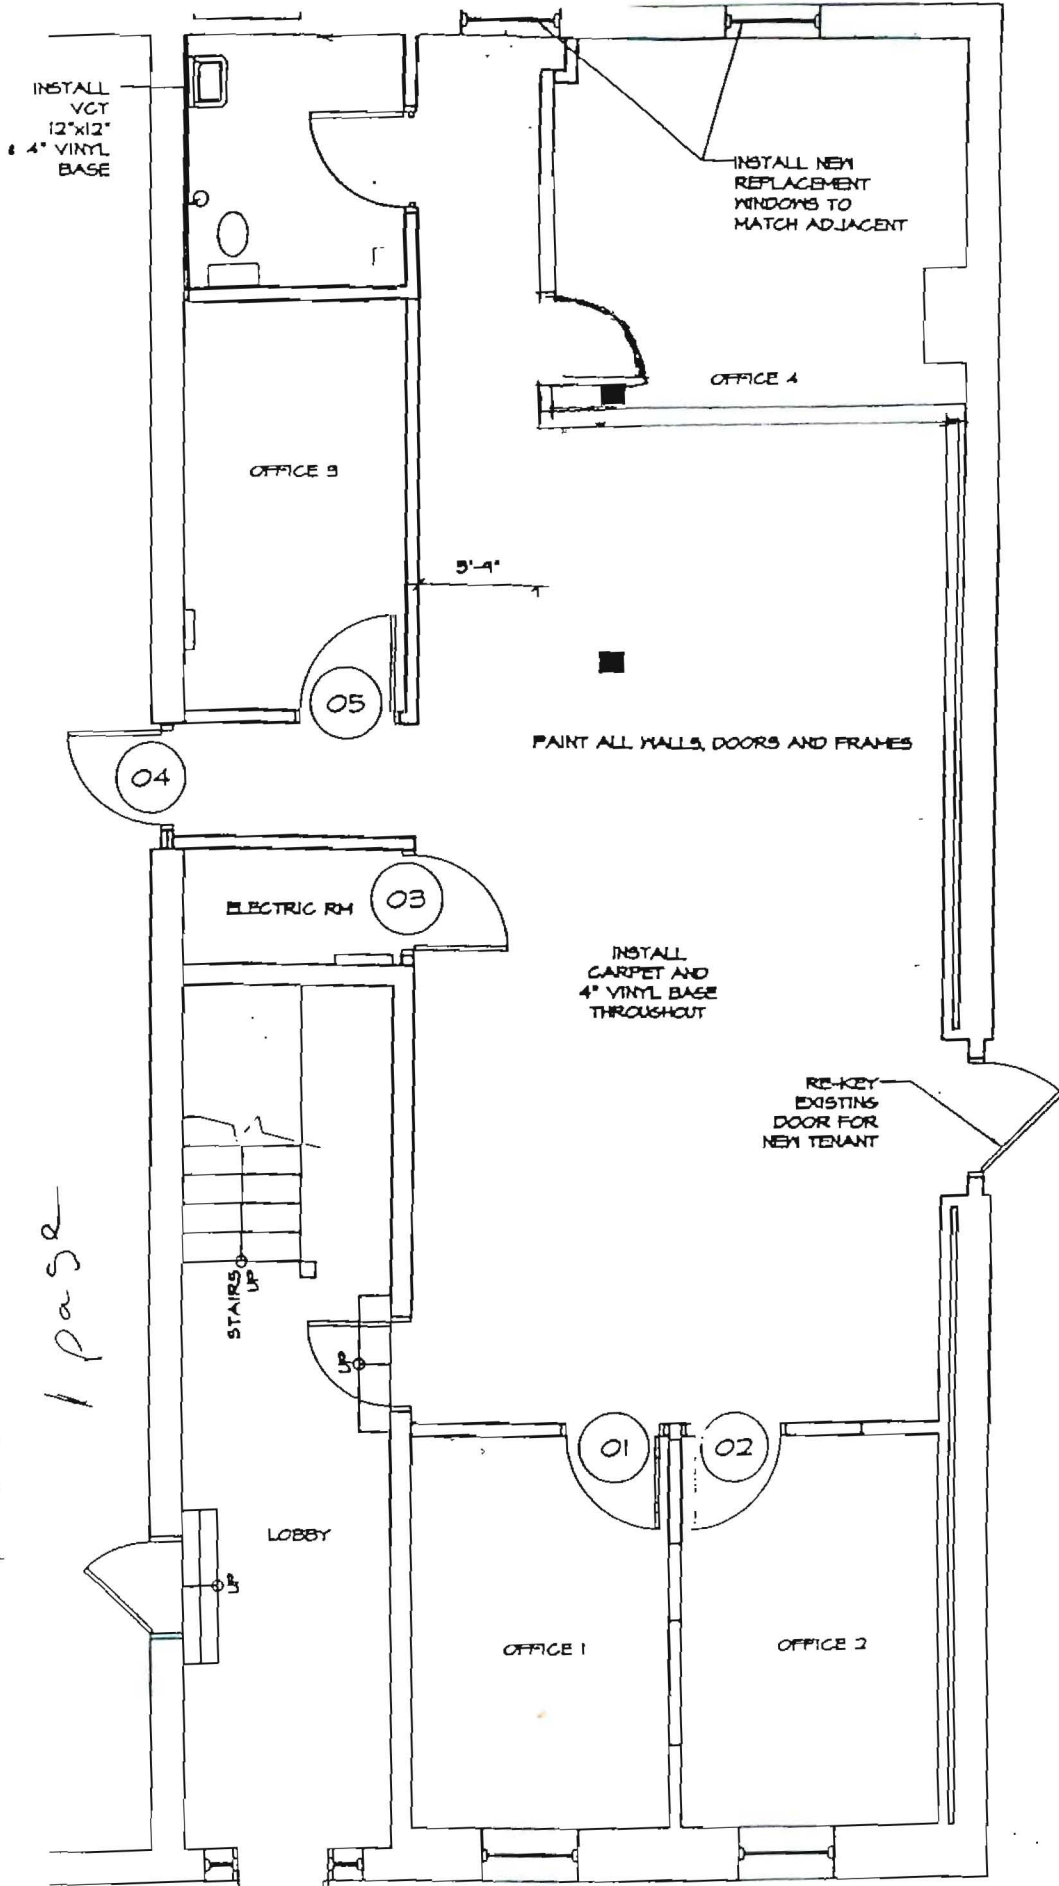 INSTALL
VCT
12"x12"
& 4" VINYL
BASE
INSTALL NEW
REPLACEMENT
WINDOWS TO
MATCH ADJACENT
OFFICE 4
OFFICE 3
5'-4"
05
PAINT ALL WALLS, DOORS AND FRAMES
04
ELECTRIC RM
03
INSTALL
CARPET AND
4" VINYL BASE
THROUGHOUT
RE-KEY
EXISTING
DOOR FOR
NEW TENANT
1 page
STAIRS
UP
UP
01
02
LOBBY
UP
OFFICE 1
OFFICE 2